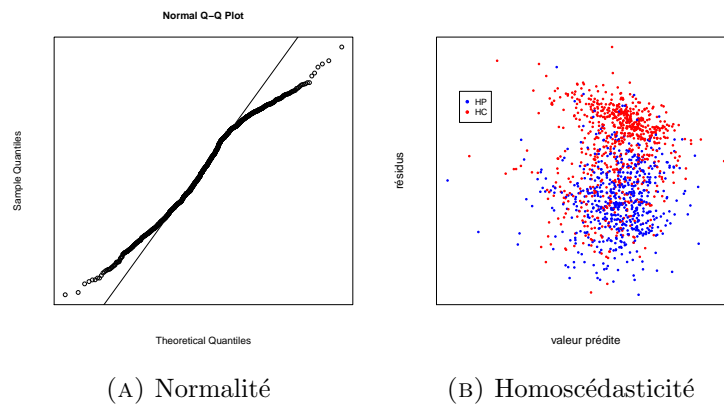 Normal Q−Q Plot
Sample Quantiles
Theoretical Quantiles
(A) Normalité
HP
HC
résidus
valeur prédite
(B) Homoscédasticité